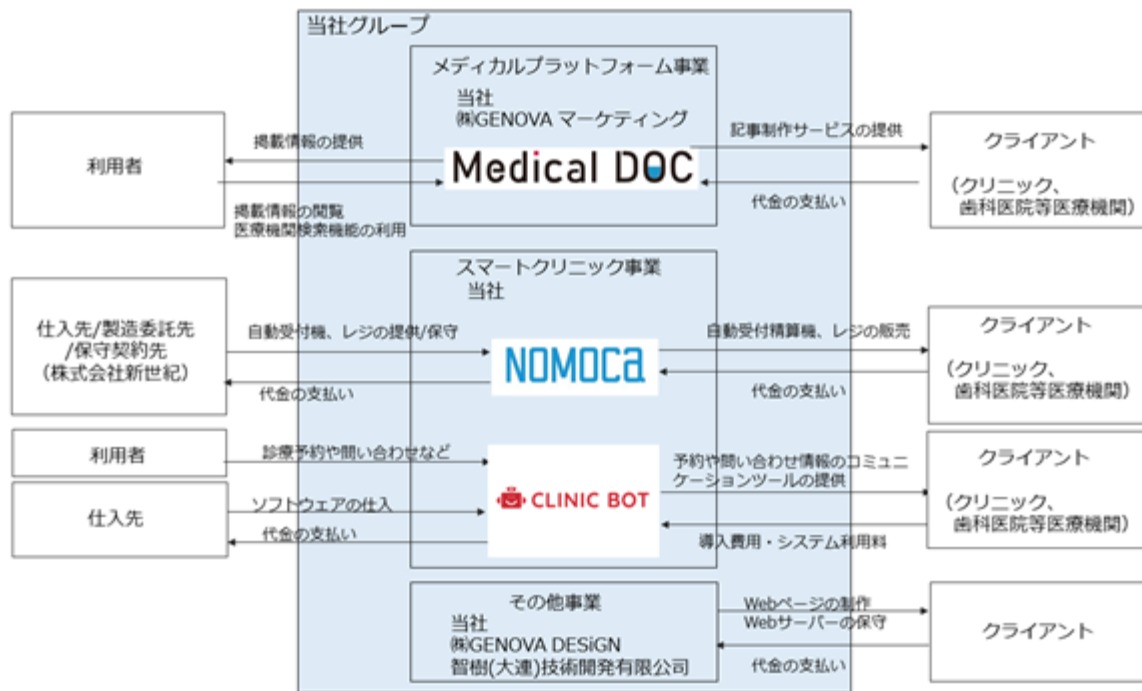 当社グループ
メディカルプラットフォーム事業
当社
㈱GENOVA マーケティング
Medical DOC
利用者
掲載情報の提供
掲載情報の閲覧
医療機関検索機能の利用
記事制作サービスの提供
代金の支払い
クライアント
(クリニック、
歯科医院等医療機関)
スマートクリニック事業
当社
仕入先/製造委託先
/保守契約先
(株式会社新世紀)
自動受付機、レジの提供/保守
代金の支払い
NOMOCa
自動受付精算機、レジの販売
代金の支払い
クライアント
(クリニック、
歯科医院等医療機関)
利用者
診療予約や問い合わせなど
仕入先
ソフトウェアの仕入
代金の支払い
CLINIC BOT
予約や問い合わせ情報のコミュニ
ケーションツールの提供
導入費用・システム利用料
クライアント
(クリニック、
歯科医院等医療機関)
その他事業
当社
㈱GENOVA DESiGN
智樹(大連)技術開発有限公司
Webページの制作
Webサーバーの保守
代金の支払い
クライアント